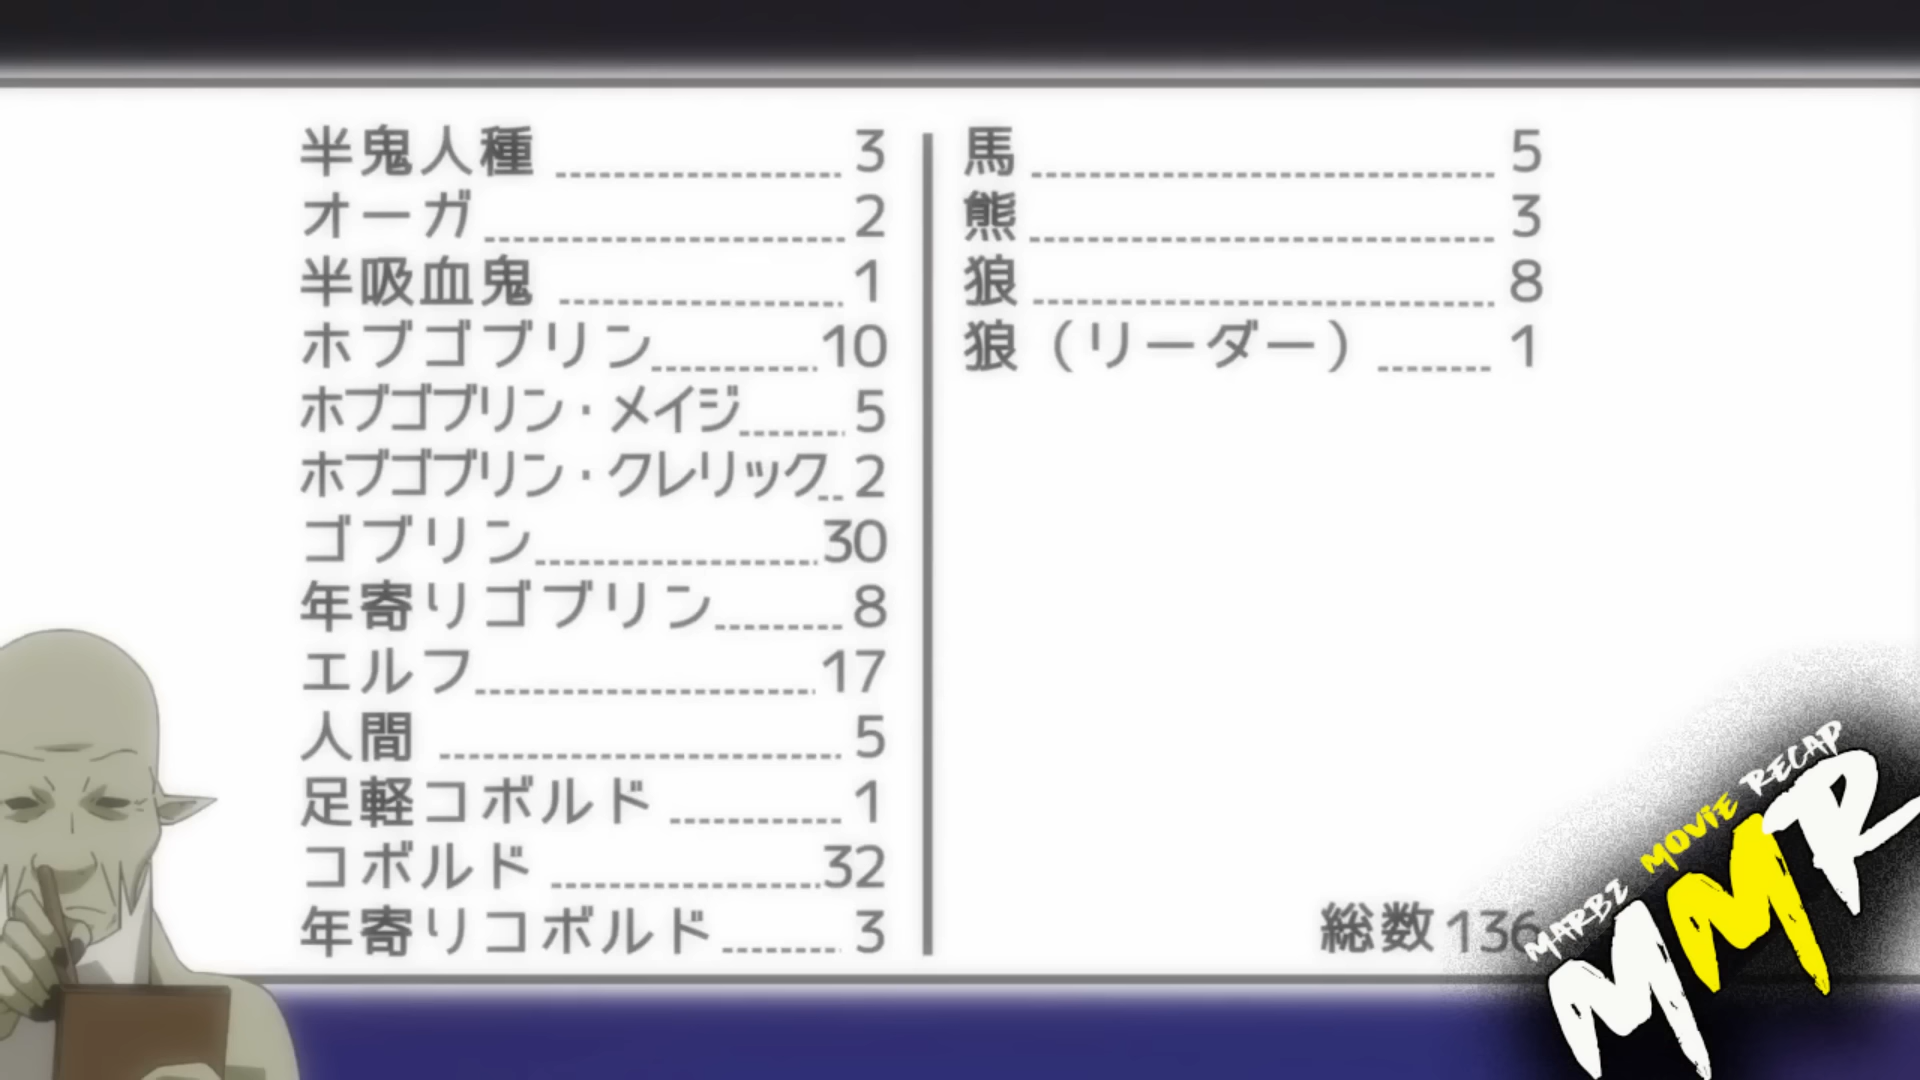 半鬼人種 3
オーガ 2
半吸血鬼 1
ホブゴブリン 10
ホブゴブリン・メイジ 5
ホブゴブリン・クレリック 2
ゴブリン 30
年寄りゴブリン 8
エルフ 17
人間 5
足軽コボルド 1
コボルド 32
年寄りコボルド 3
馬 5
熊 3
狼 8
狼（リーダー） 1
総数 136
MARBZ MOVIE RECAP
MMR